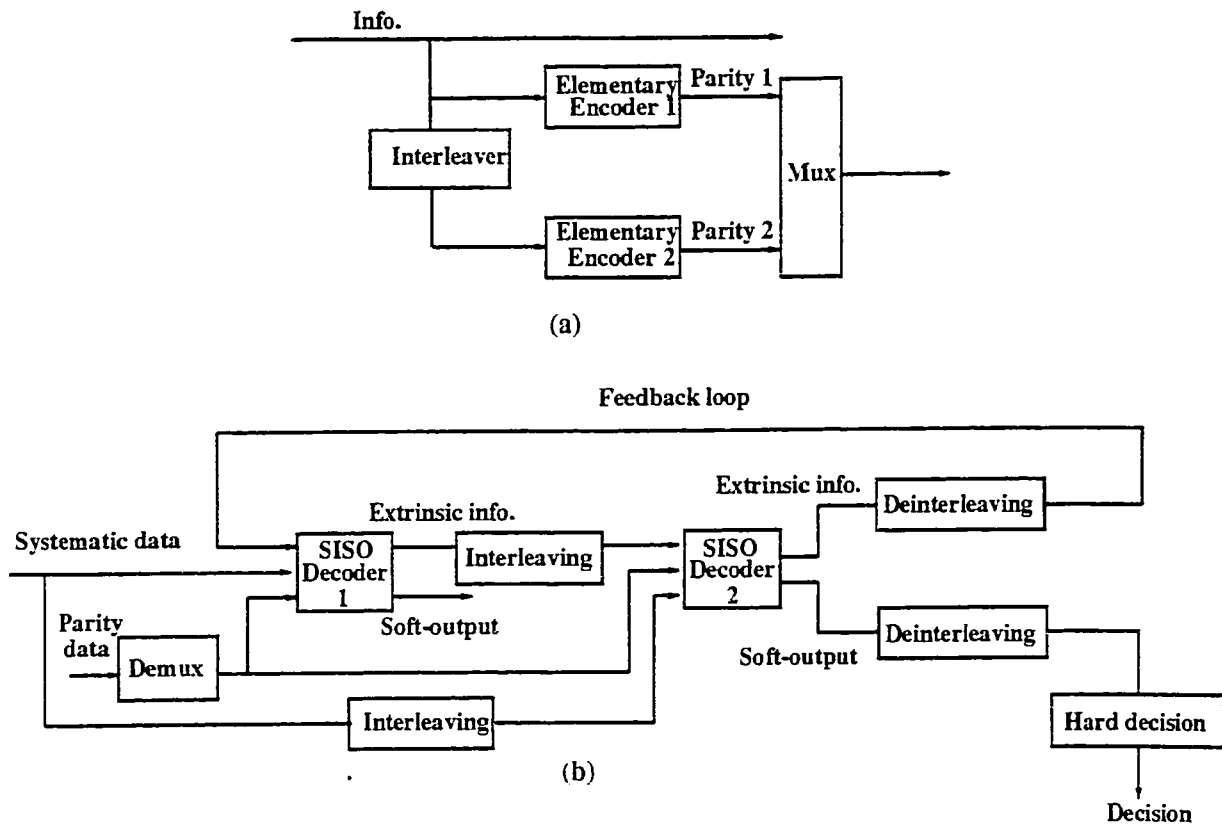 Info.
Elementary
Encoder 1
Parity 1
Interleaver
Mux
Elementary
Encoder 2
Parity 2
(a)
Feedback loop
Extrinsic info.
Deinterleaving
Extrinsic info.
Systematic data
SISO
Decoder
1
Interleaving
SISO
Decoder
2
Parity
data
Soft-output
Demux
Soft-output
Deinterleaving
Interleaving
Hard decision
(b)
Decision